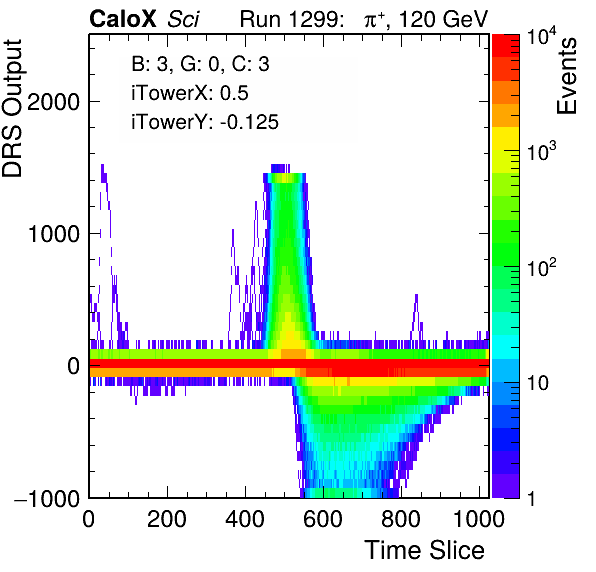 CaloX Sci Run 1299: π⁺, 120 GeV
B: 3, G: 0, C: 3
iTowerX: 0.5
iTowerY: -0.125
DRS Output
2000
1000
0
−1000
0 200 400 600 800 1000
Time Slice
Events
10⁴
10³
10²
10
1